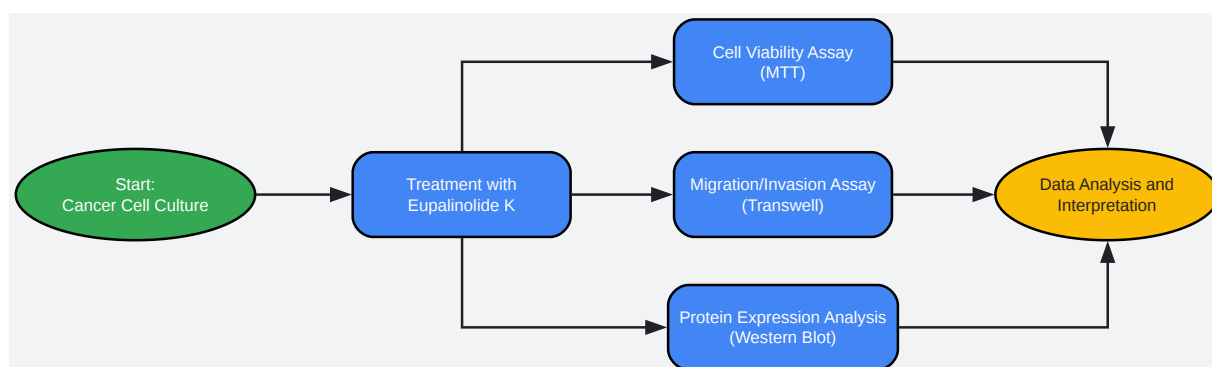 Start:
Cancer Cell Culture
Treatment with
Eupalinolide K
Cell Viability Assay
(MTT)
Migration/Invasion Assay
(Transwell)
Protein Expression Analysis
(Western Blot)
Data Analysis and
Interpretation